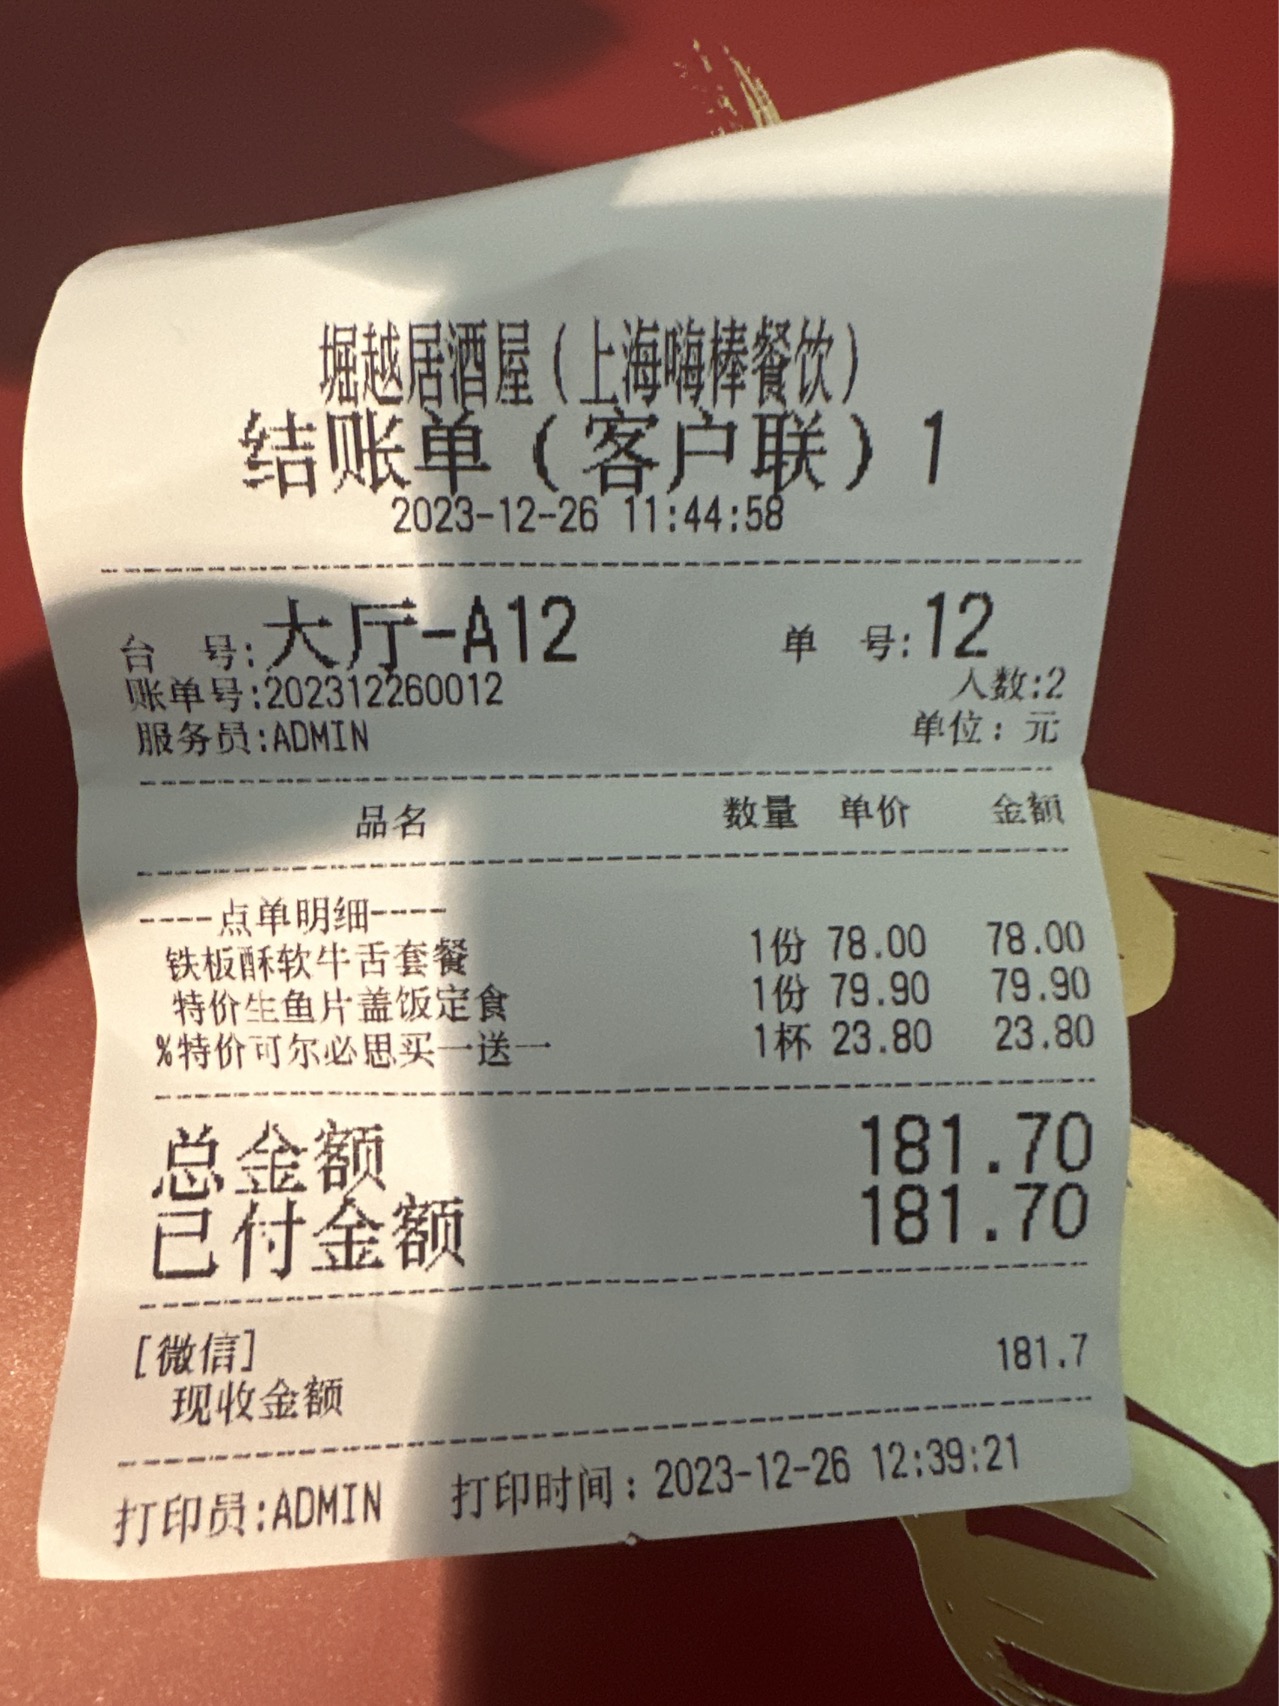 堀越居酒屋（上海嗨棒餐饮）
结账单（客户联）1
2023-12-26 11:44:58
台 号:大厅-A12 单 号:12
账单号:202312260012 人数:2
服务员:ADMIN 单位：元
品名 数量 单价 金额
----点单明细----
铁板酥软牛舌套餐 1份 78.00 78.00
特价生鱼片盖饭定食 1份 79.90 79.90
%特价可尔必思买一送一 1杯 23.80 23.80
总金额 181.70
已付金额 181.70
[微信] 181.7
现收金额
打印员:ADMIN 打印时间：2023-12-26 12:39:21